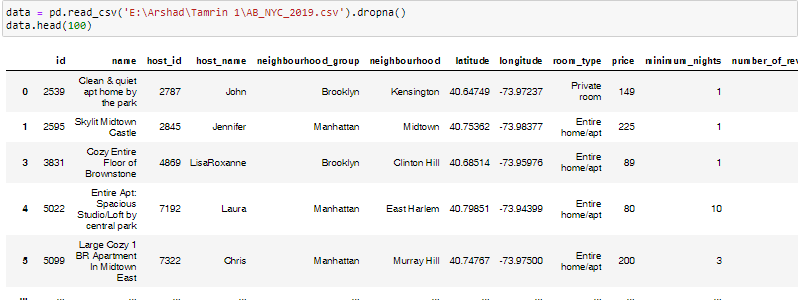 data = pd.read_csv('E:\Arshad\Tamrin 1\AB_NYC_2019.csv').dropna()
data.head(100)
id name host_id host_name neighbourhood_group neighbourhood latitude longitude room_type price minimum_nights number_of_rev
0 2539 Clean & quiet apt home by the park 2787 John Brooklyn Kensington 40.64749 -73.97237 Private room 149 1
1 2595 Skylit Midtown Castle 2845 Jennifer Manhattan Midtown 40.75362 -73.98377 Entire home/apt 225 1
3 3831 Cozy Entire Floor of Brownstone 4869 LisaRoxanne Brooklyn Clinton Hill 40.68514 -73.95976 Entire home/apt 89 1
4 5022 Entire Apt: Spacious Studio/Loft by central park 7192 Laura Manhattan East Harlem 40.79851 -73.94399 Entire home/apt 80 10
5 5099 Large Cozy 1 BR Apartment In Midtown East 7322 Chris Manhattan Murray Hill 40.74767 -73.97500 Entire home/apt 200 3
... ... ... ... ... ... ... ... ... ... ... ...